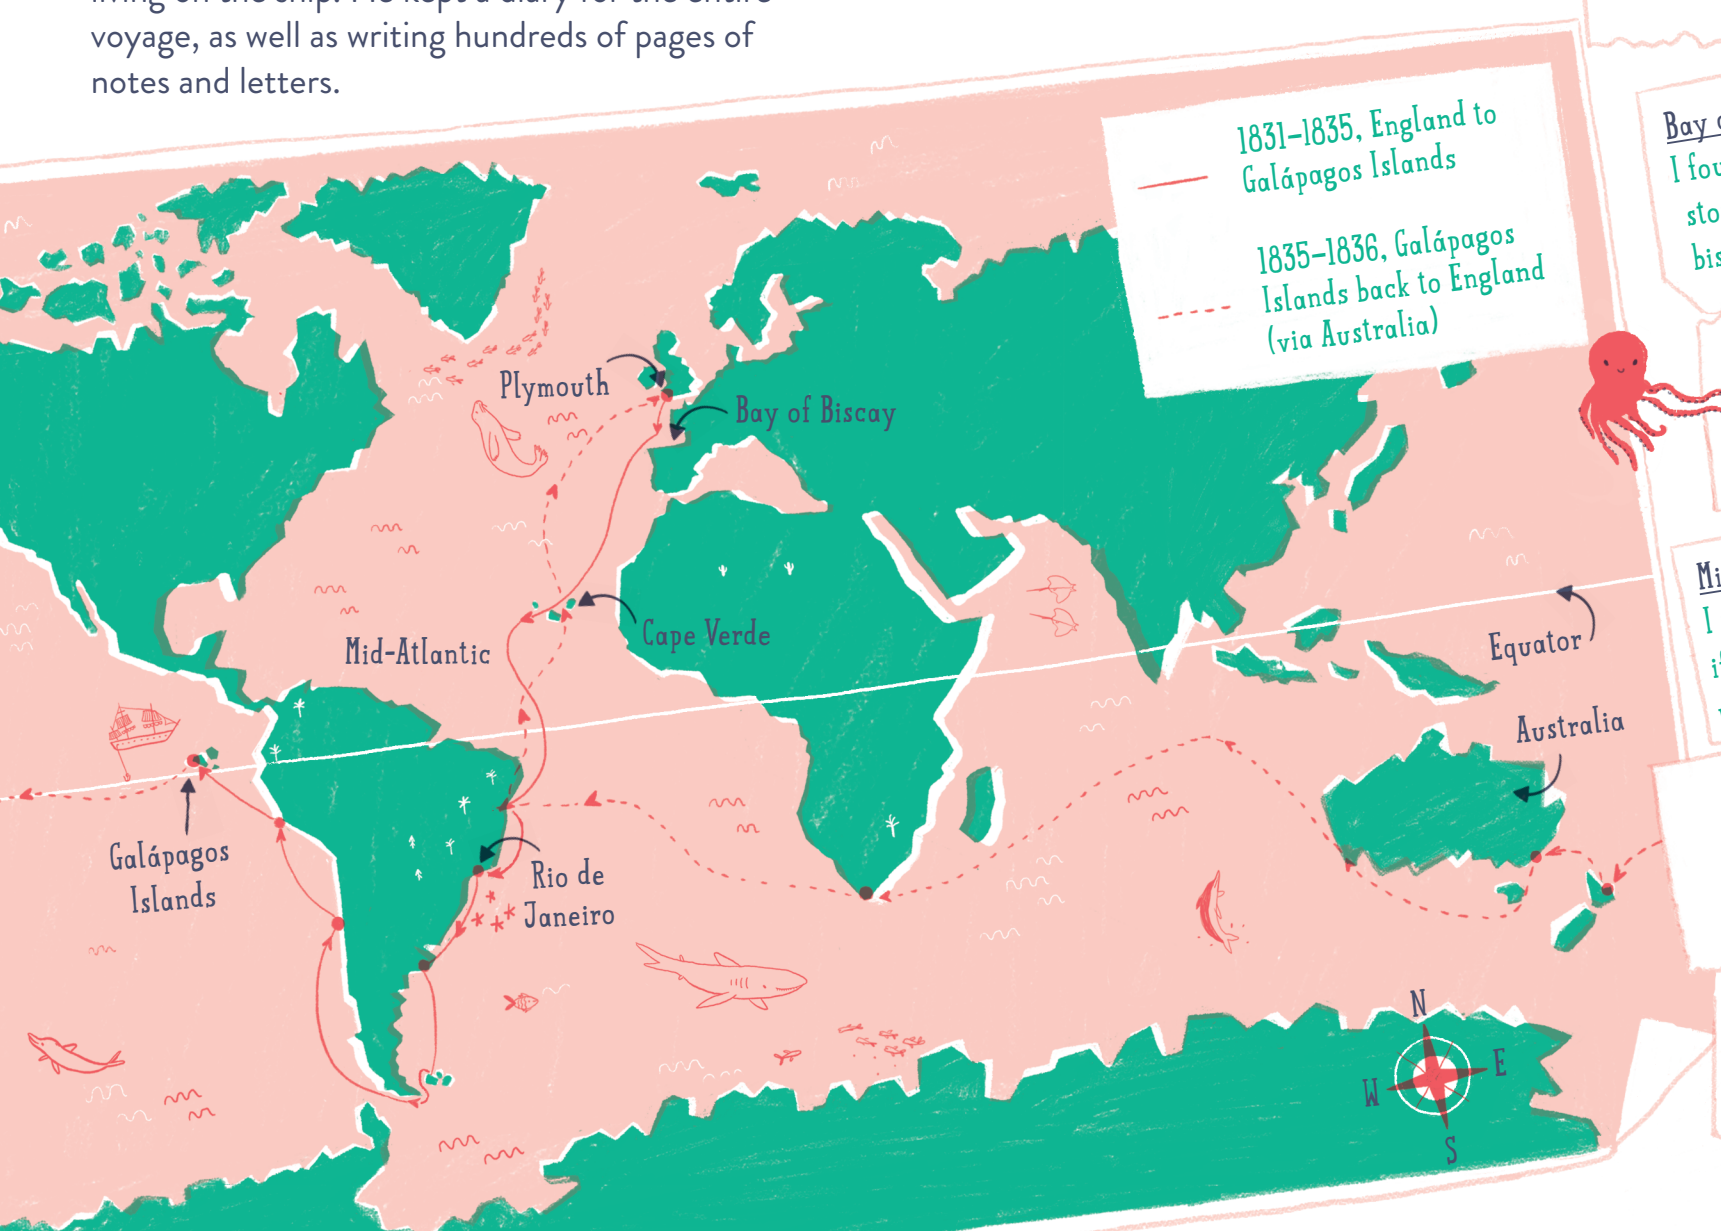 voyage, as well as writing hundreds of pages of
notes and letters.
1831–1835, England to
Galápagos Islands
1835–1836, Galápagos
Islands back to England
(via Australia)
Bay
I
Plymouth
Bay of Biscay
Cape Verde
Mid-Atlantic
Equator
Australia
Galápagos
Islands
Rio de
Janeiro
I
N
E
W
S